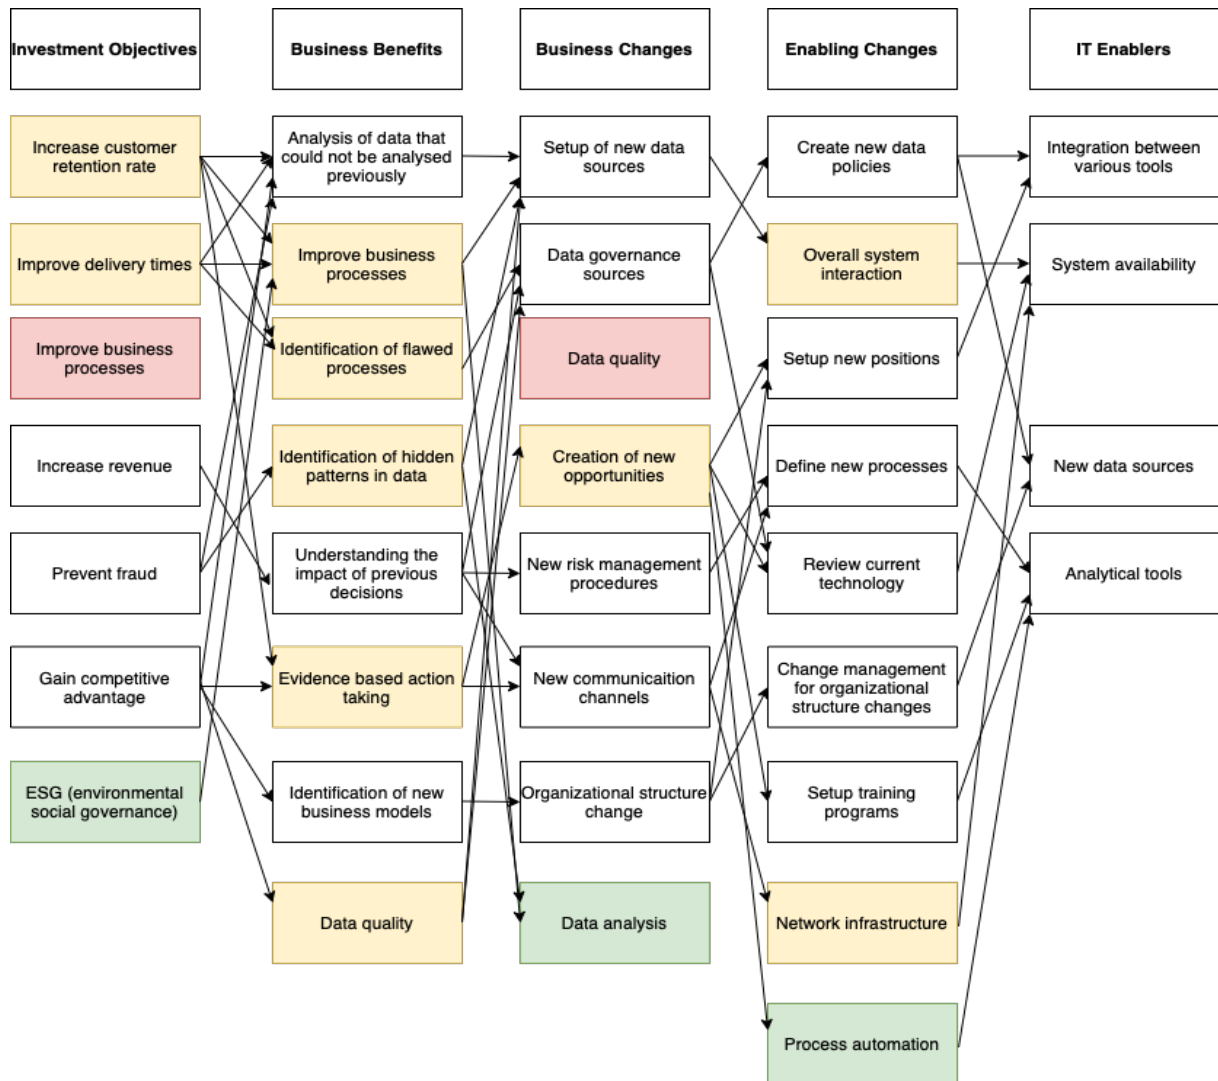 Investment Objectives
Business Benefits
Business Changes
Enabling Changes
IT Enablers
Increase customer
retention rate
Analysis of data that
could not be analysed
previously
Setup of new data
sources
Create new data
policies
Integration between
various tools
Improve delivery times
Improve business
processes
Data governance
sources
Overall system
interaction
System availability
Improve business
processes
Identification of flawed
processes
Data quality
Setup new positions
Increase revenue
Identification of hidden
patterns in data
Creation of new
opportunities
Define new processes
New data sources
Prevent fraud
Understanding the
impact of previous
decisions
New risk management
procedures
Review current
technology
Analytical tools
Gain competitive
advantage
Evidence based action
taking
New communicaition
channels
Change management
for organizational
structure changes
ESG (environmental
social governance)
Identification of new
business models
Organizational structure
change
Setup training
programs
Data quality
Data analysis
Network infrastructure
Process automation